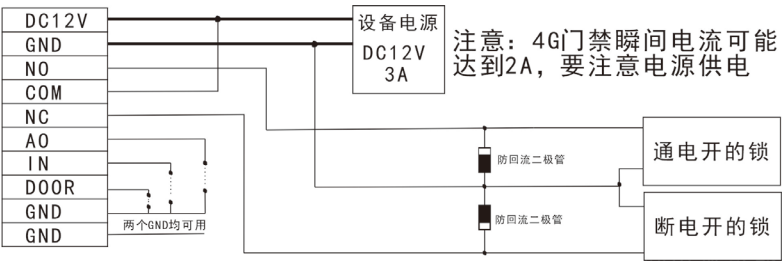 DC12V
GND
NO
COM
NC
AO
IN
DOOR
GND
GND
两个GND均可用
设备电源
DC12V
3A
注意：4G门禁瞬间电流可能
达到2A，要注意电源供电
防回流二极管
防回流二极管
通电开的锁
断电开的锁